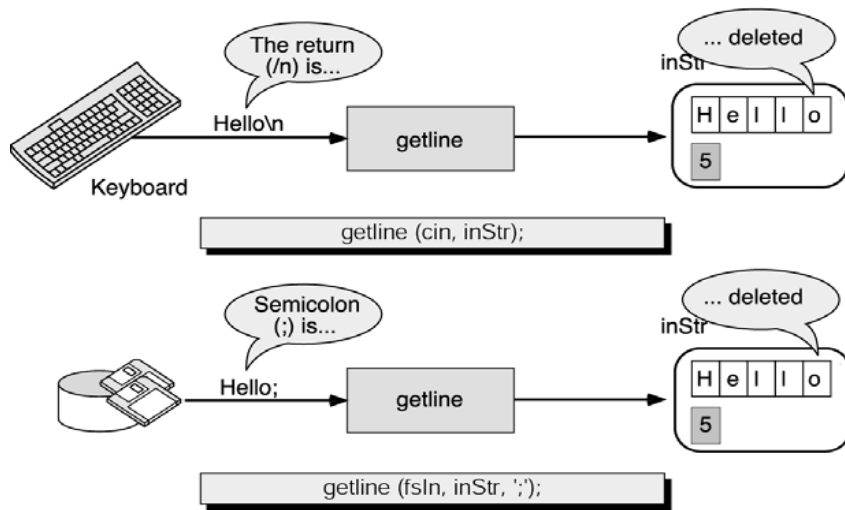 The return
(/n) is...
... deleted
inStr
Hello\n
getline
H e l l o
5
Keyboard
getline (cin, inStr);
Semicolon
(;) is...
... deleted
inStr
Hello;
getline
H e l l o
5
getline (fsIn, inStr, ';');